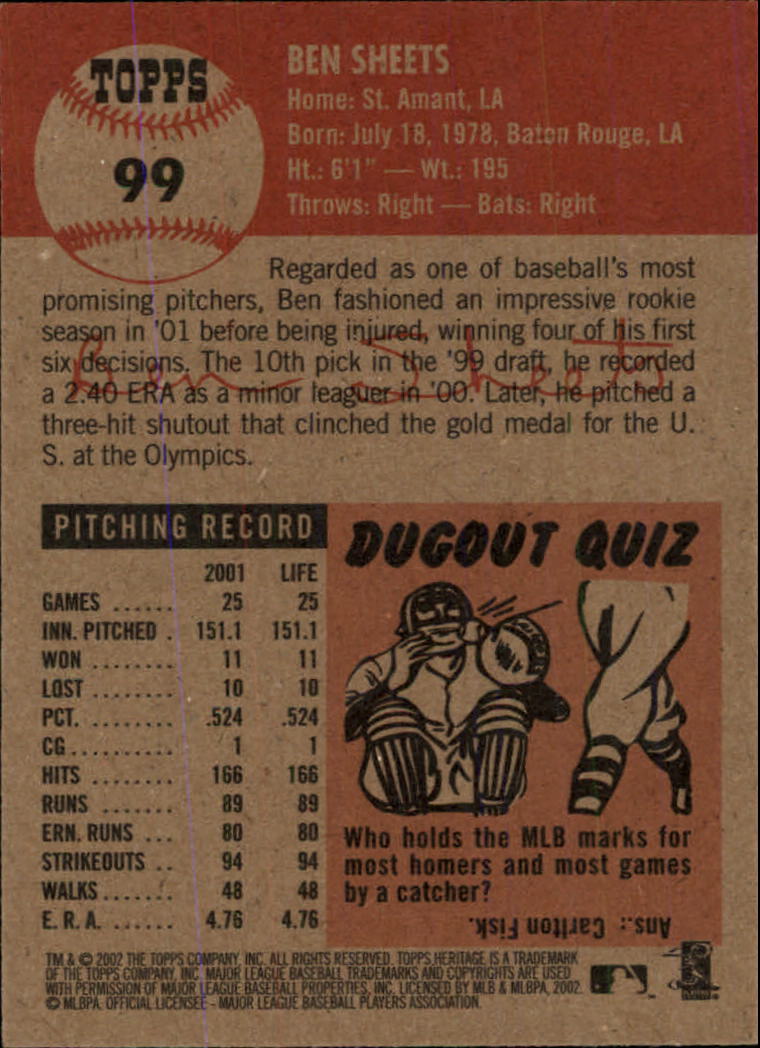 TOPPS
99
BEN SHEETS
Home: St. Amant, LA
Born: July 18, 1978, Baton Rouge, LA
Ht.: 6'1" — Wt.: 195
Throws: Right — Bats: Right
Regarded as one of baseball's most
promising pitchers, Ben fashioned an impressive rookie
season in '01 before being injured, winning four of his first
six decisions. The 10th pick in the '99 draft, he recorded
a 2.40 ERA as a minor leaguer in '00. Later, he pitched a
three-hit shutout that clinched the gold medal for the U.
S. at the Olympics.
Ben Sheets
PITCHING RECORD
2001 LIFE
GAMES ...... 25 25
INN. PITCHED . 151.1 151.1
WON ........ 11 11
LOST ........ 10 10
PCT. ........ .524 .524
CG .......... 1 1
HITS ........ 166 166
RUNS ....... 89 89
ERN. RUNS ... 80 80
STRIKEOUTS .. 94 94
WALKS ....... 48 48
E. R. A. ...... 4.76 4.76
DUGOUT QUIZ
Who holds the MLB marks for
most homers and most games
by a catcher?
Ans.: Carlton Fisk.
TM & © 2002 THE TOPPS COMPANY, INC. ALL RIGHTS RESERVED. TOPPS HERITAGE IS A TRADEMARK
OF THE TOPPS COMPANY, INC. MAJOR LEAGUE BASEBALL TRADEMARKS AND COPYRIGHTS ARE USED
WITH PERMISSION OF MAJOR LEAGUE BASEBALL PROPERTIES, INC. LICENSED BY MLB & MLBPA, 2002.
© MLBPA. OFFICIAL LICENSEE - MAJOR LEAGUE BASEBALL PLAYERS ASSOCIATION.